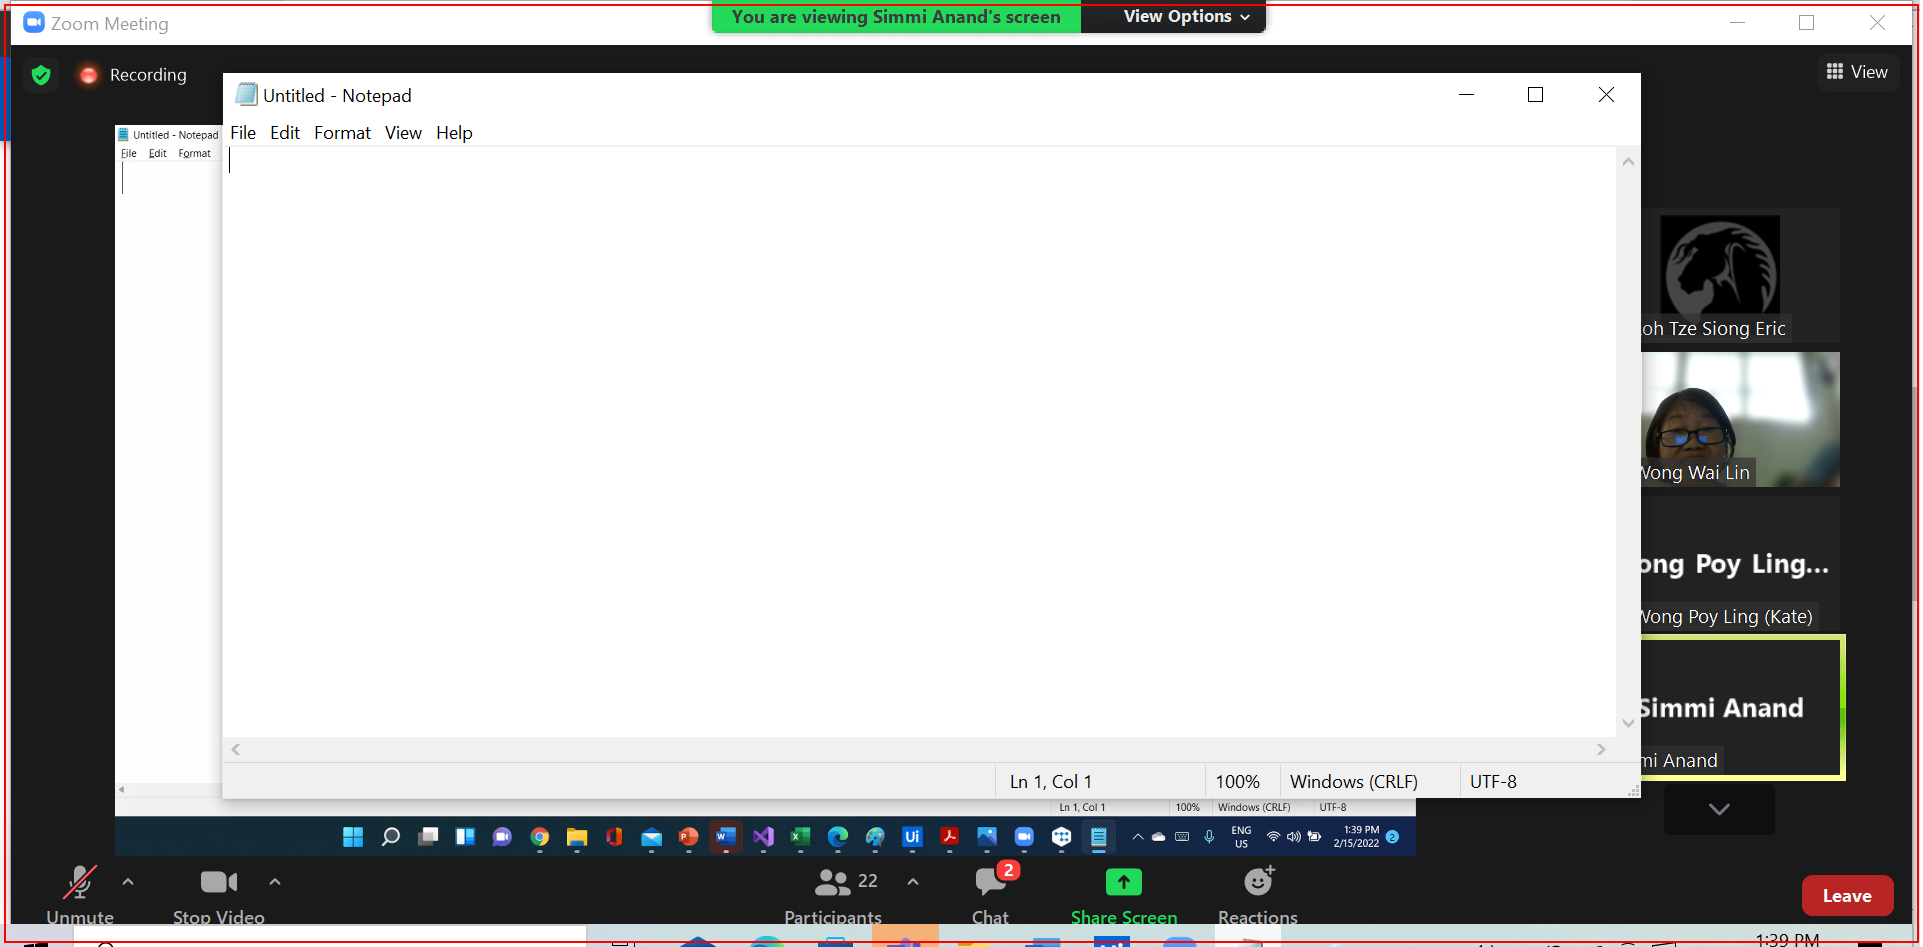 Zoom Meeting
You are viewing Simmi Anand's screen
View Options
Recording
View
Untitled - Notepad
File Edit Format View Help
Untitled - Notepad
File Edit Format
oh Tze Siong Eric
Wong Wai Lin
ong Poy Ling...
Wong Poy Ling (Kate)
Simmi Anand
mi Anand
Ln 1, Col 1
100%
Windows (CRLF)
UTF-8
Ln 1, Col 1
100%
Windows (CRLF)
UTF-8
ENG
US
1:39 PM
2/15/2022
2
Unmute
Stop Video
22
Participants
2
Chat
Share Screen
Reactions
Leave
1:39 PM